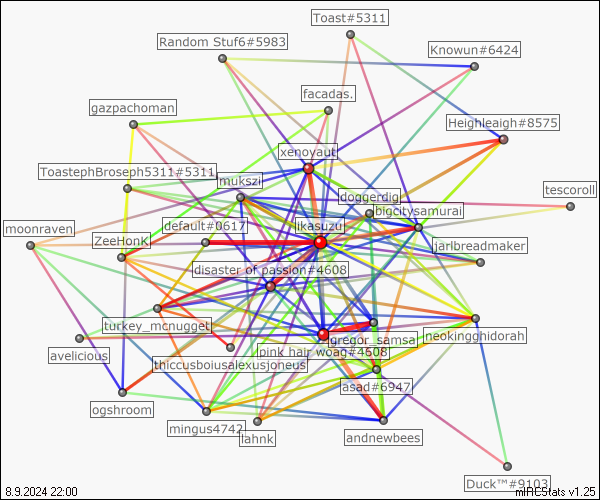 Toast#5311
Random Stuf6#5983
Knowun#6424
facadas.
gazpachoman
Heighleaigh#8575
xenoyaut
ToastephBroseph5311#5311
mukszi
doggerdig
tescoroll
bigcitysamurai
default#0617
likasuzu
moonraven
ZeeHonk
jarlbreadmaker
disaster of passion#4608
turkey_mcnugget
gregor_samsa
neokingghidorah
avelicious
pink hair woag#4608
thiccusboiusalexusjoneus
asad#6947
ogshroom
mingus4742
lahnk
andnewbees
Duck™#9103
8.9.2024 22:00
mIRCStats v1.25